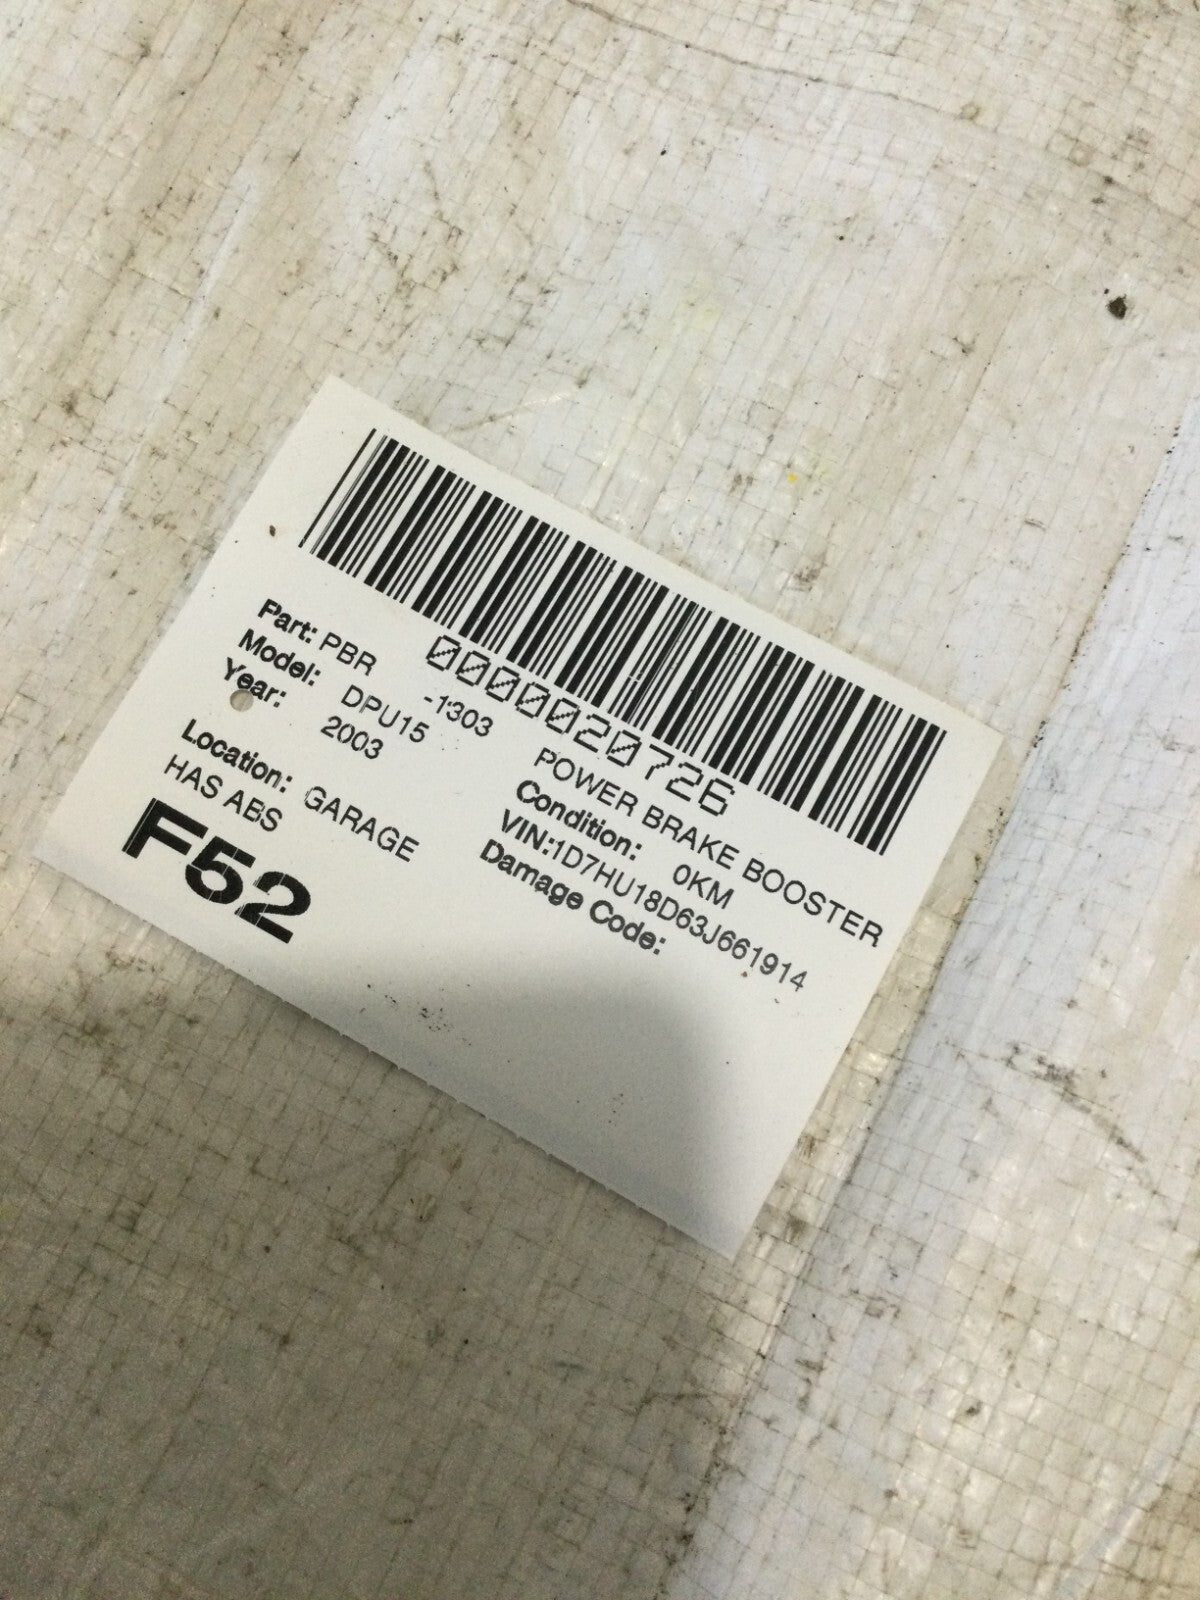 0000020726
Part: PBR -1303 POWER BRAKE BOOSTER
Model: DPU15 Condition: 0KM
Year: 2003 VIN:1D7HU18D63J661914
Damage Code:
Location: GARAGE
HAS ABS
F52